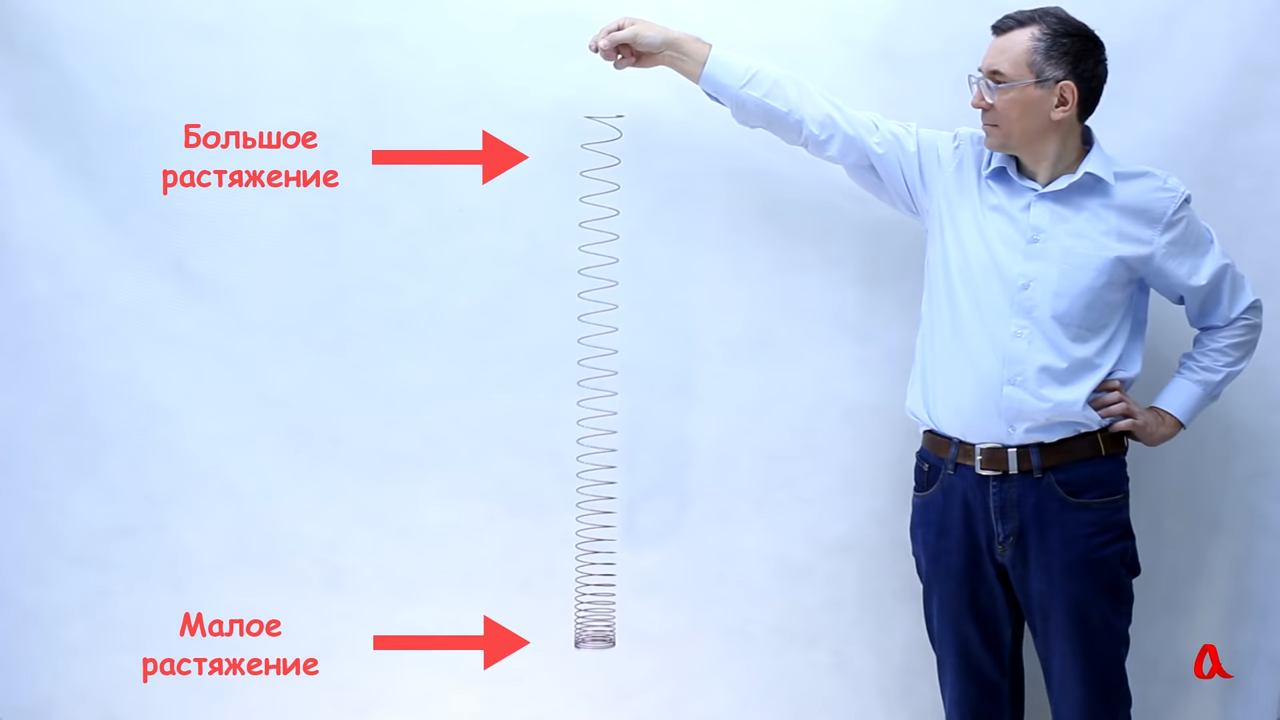 Большое
растяжение
Малое
растяжение
a